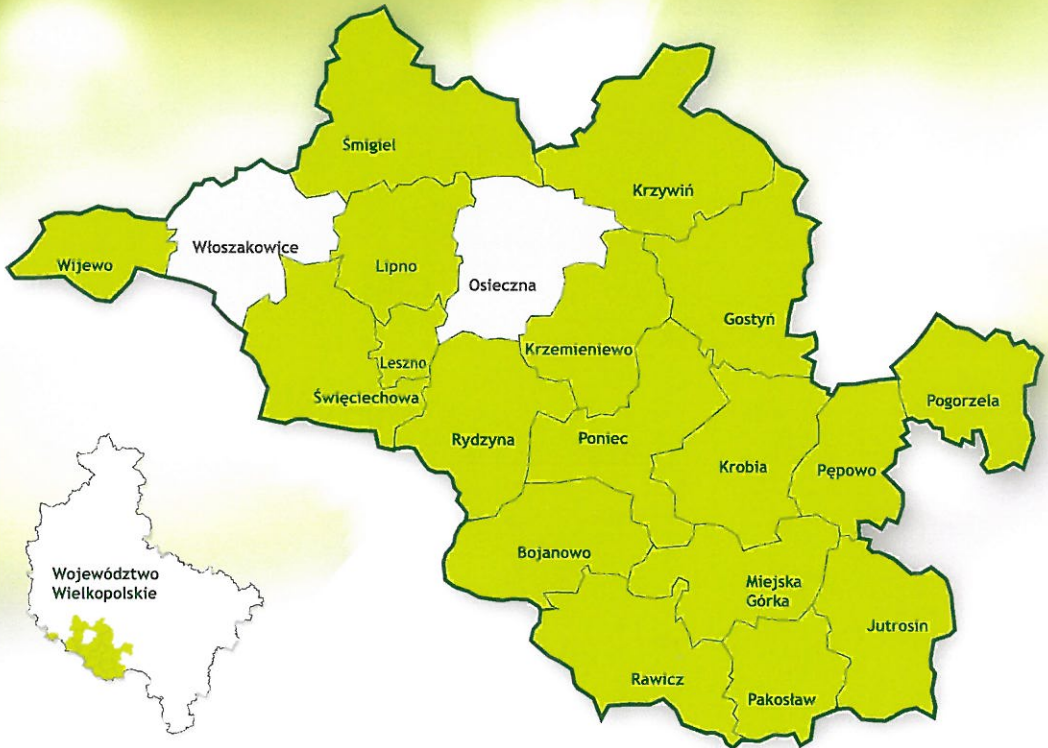 Śmigiel
Krzywiń
Włoszakowice
Wijewo
Lipno
Osieczna
Gostyń
Krzemieniewo
Leszno
Święciechowa
Pogorzela
Rydzyna
Poniec
Krobia
Pępowo
Bojanowo
Miejska
Górka
Jutrosin
Rawicz
Pakosław
Województwo
Wielkopolskie